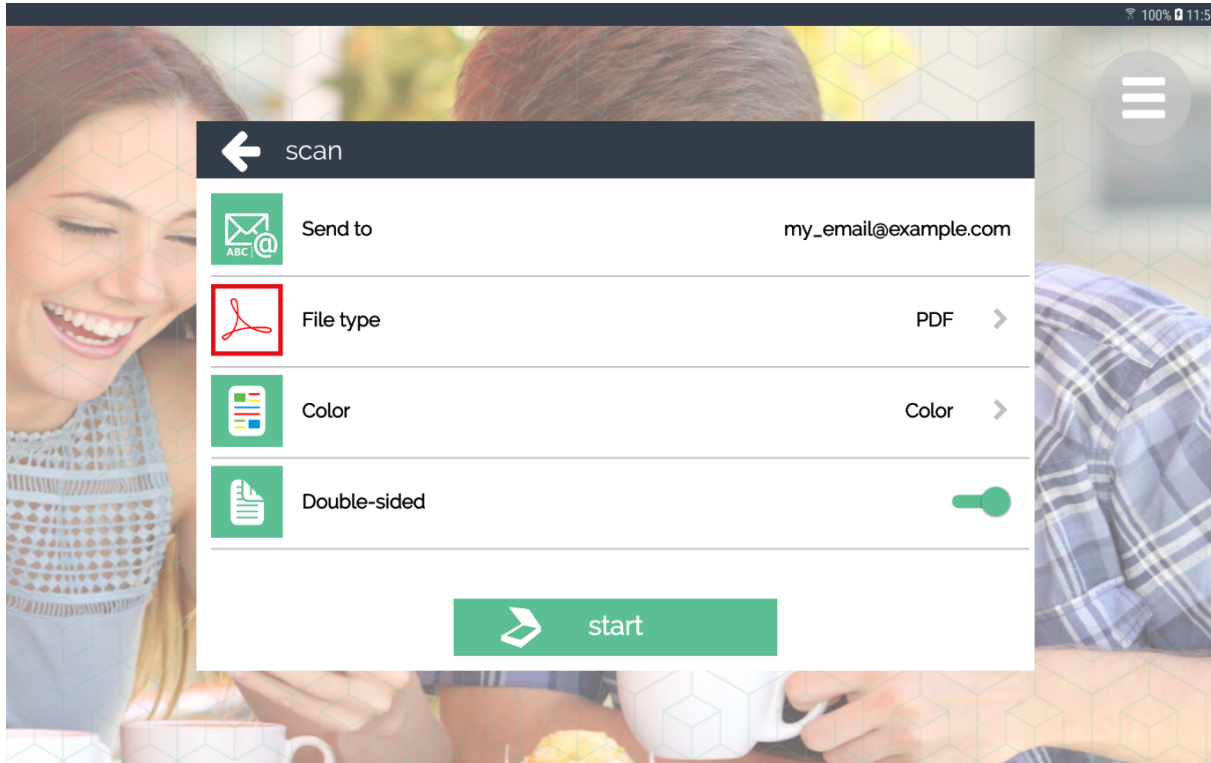 100% 11:5
scan
ABC @
Send to my_email@example.com
File type PDF
Color Color
Double-sided
start